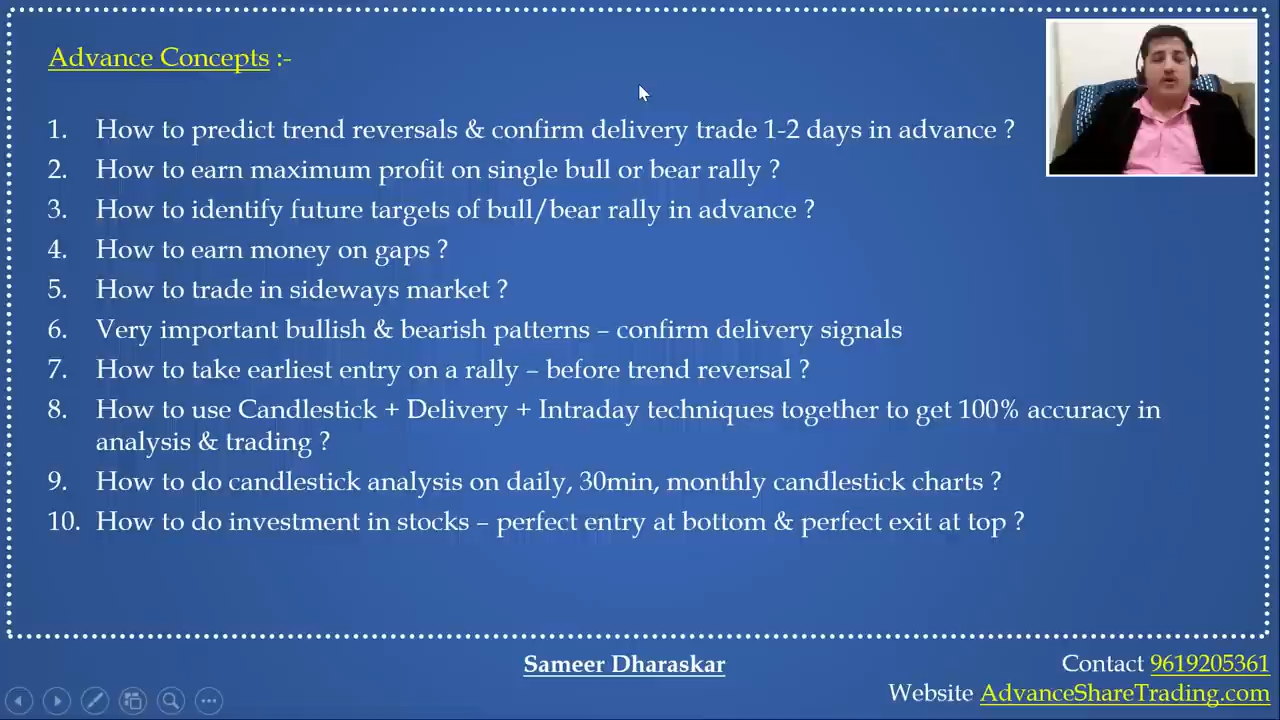 Advance Concepts :-
1. How to predict trend reversals & confirm delivery trade 1-2 days in advance ?
2. How to earn maximum profit on single bull or bear rally ?
3. How to identify future targets of bull/bear rally in advance ?
4. How to earn money on gaps ?
5. How to trade in sideways market ?
6. Very important bullish & bearish patterns – confirm delivery signals
7. How to take earliest entry on a rally – before trend reversal ?
8. How to use Candlestick + Delivery + Intraday techniques together to get 100% accuracy in
analysis & trading ?
9. How to do candlestick analysis on daily, 30min, monthly candlestick charts ?
10. How to do investment in stocks – perfect entry at bottom & perfect exit at top ?
Sameer Dharaskar
Contact 9619205361
Website AdvanceShareTrading.com